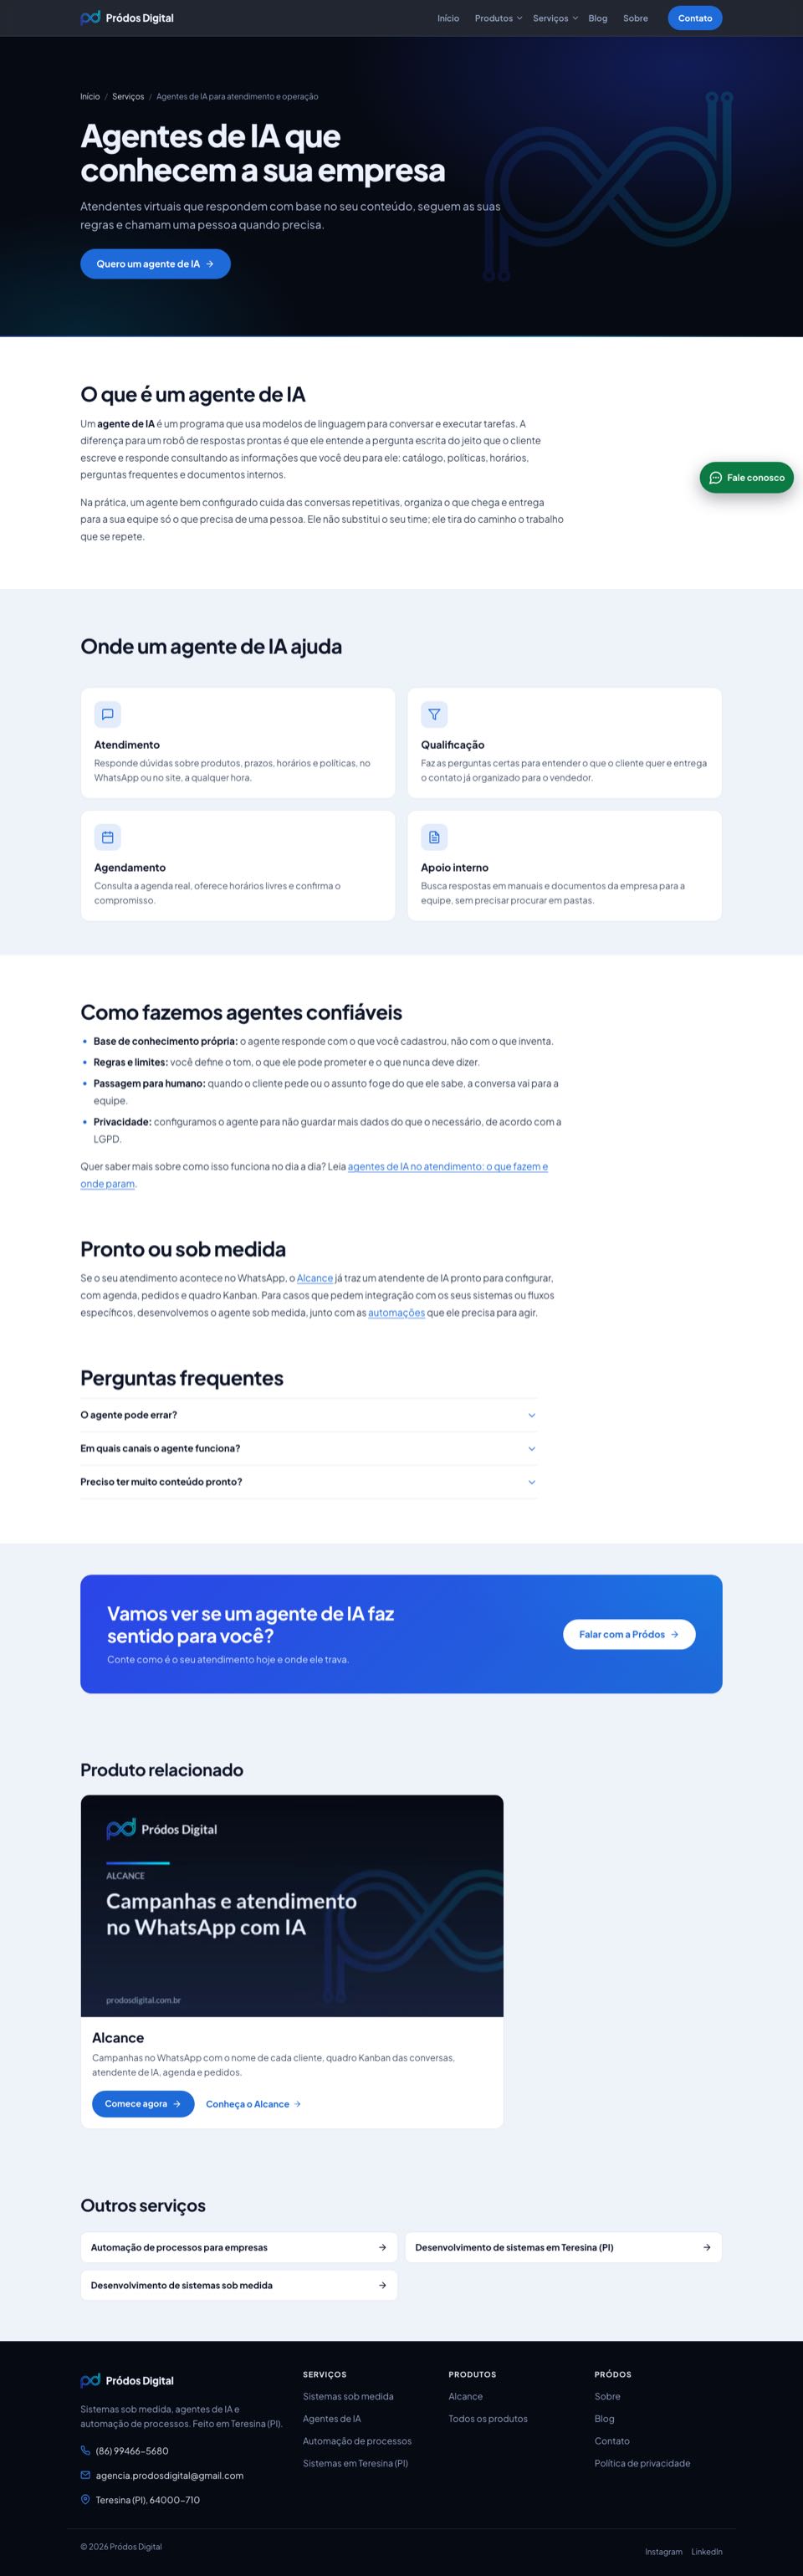 Pródos Digital
Início
Produtos
Serviços
Blog
Sobre
Contato
Início / Serviços / Agentes de IA para atendimento e operação
Agentes de IA que
conhecem a sua empresa
Atendentes virtuais que respondem com base no seu conteúdo, seguem as suas
regras e chamam uma pessoa quando precisa.
Quero um agente de IA
O que é um agente de IA
Um agente de IA é um programa que usa modelos de linguagem para conversar e executar tarefas. A
diferença para um robô de respostas prontas é que ele entende a pergunta escrita do jeito que o cliente
escreve e responde consultando as informações que você deu para ele: catálogo, políticas, horários,
perguntas frequentes e documentos internos.
Fale conosco
Na prática, um agente bem configurado cuida das conversas repetitivas, organiza o que chega e entrega
para a sua equipe só o que precisa de uma pessoa. Ele não substitui o seu time; ele tira do caminho o trabalho
que se repete.
Onde um agente de IA ajuda
Atendimento
Responde dúvidas sobre produtos, prazos, horários e políticas, no
WhatsApp ou no site, a qualquer hora.
Qualificação
Faz as perguntas certas para entender o que o cliente quer e entrega
o contato já organizado para o vendedor.
Agendamento
Consulta a agenda real, oferece horários livres e confirma o
compromisso.
Apoio interno
Busca respostas em manuais e documentos da empresa para a
equipe, sem precisar procurar em pastas.
Como fazemos agentes confiáveis
• Base de conhecimento própria: o agente responde com o que você cadastrou, não com o que inventa.
• Regras e limites: você define o tom, o que ele pode prometer e o que nunca deve dizer.
• Passagem para humano: quando o cliente pede ou o assunto foge do que ele sabe, a conversa vai para a
equipe.
• Privacidade: configuramos o agente para não guardar mais dados do que o necessário, de acordo com a
LGPD.
Quer saber mais sobre como isso funciona no dia a dia? Leia agentes de IA no atendimento: o que fazem e
onde param.
Pronto ou sob medida
Se o seu atendimento acontece no WhatsApp, o Alcance já traz um atendente de IA pronto para configurar,
com agenda, pedidos e quadro Kanban. Para casos que pedem integração com os seus sistemas ou fluxos
específicos, desenvolvemos o agente sob medida, junto com as automações que ele precisa para agir.
Perguntas frequentes
O agente pode errar?
Em quais canais o agente funciona?
Preciso ter muito conteúdo pronto?
Vamos ver se um agente de IA faz
sentido para você?
Conte como é o seu atendimento hoje e onde ele trava.
Falar com a Pródos
Produto relacionado
Pródos Digital
ALCANCE
Campanhas e atendimento
no WhatsApp com IA
prodosdigital.com.br
Alcance
Campanhas no WhatsApp com o nome de cada cliente, quadro Kanban das conversas,
atendente de IA, agenda e pedidos.
Comece agora
Conheça o Alcance
Outros serviços
Automação de processos para empresas
Desenvolvimento de sistemas em Teresina (PI)
Desenvolvimento de sistemas sob medida
Pródos Digital
Sistemas sob medida, agentes de IA e
automação de processos. Feito em Teresina (PI).
(86) 99466-5680
agencia.prodosdigital@gmail.com
Teresina (PI), 64000-710
SERVIÇOS
Sistemas sob medida
Agentes de IA
Automação de processos
Sistemas em Teresina (PI)
PRODUTOS
Alcance
Todos os produtos
PRÓDOS
Sobre
Blog
Contato
Política de privacidade
© 2026 Pródos Digital
Instagram
LinkedIn